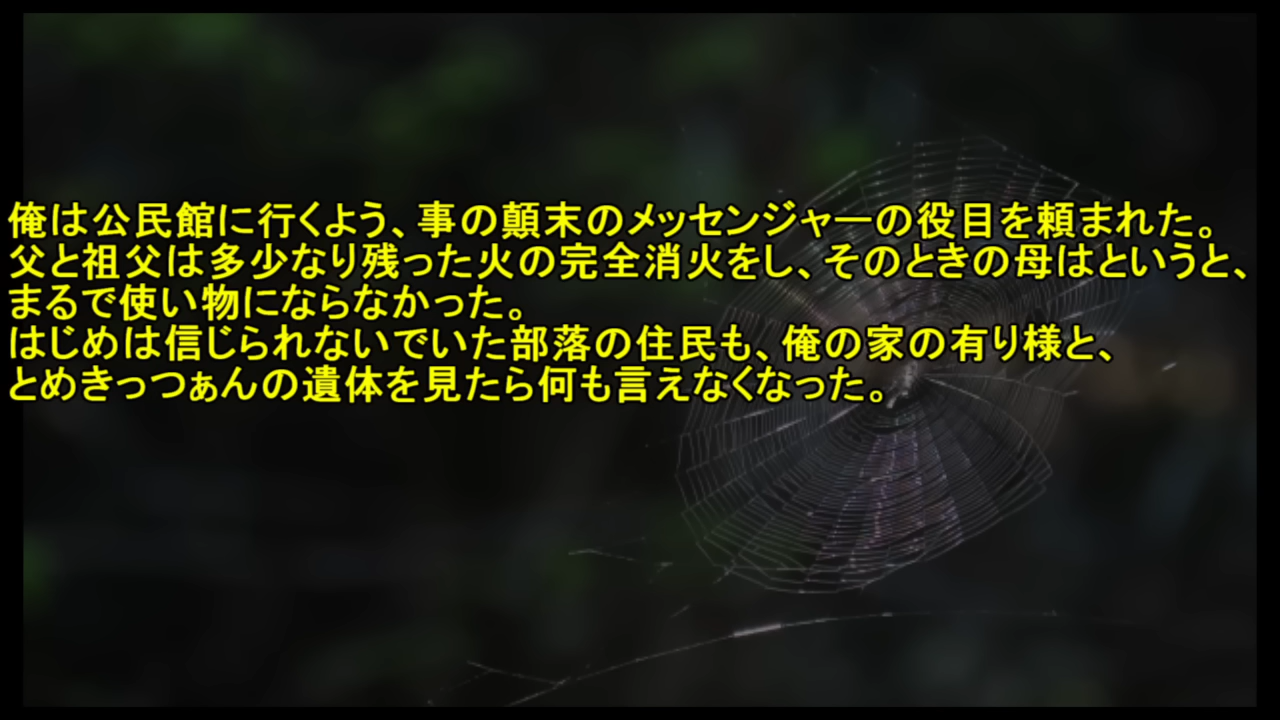 俺は公民館に行くよう、事の顛末のメッセンジャーの役目を頼まれた。
父と祖父は多少なり残った火の完全消火をし、そのときの母はというと、
まるで使い物にならなかった。
はじめは信じられないでいた部落の住民も、俺の家の有り様と、
とめきっつぁんの遺体を見たら何も言えなくなった。